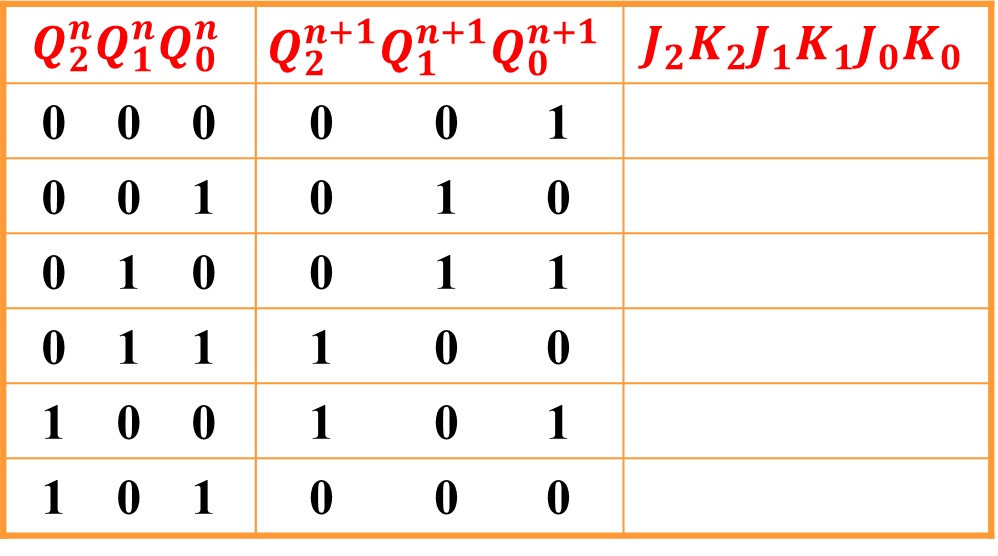 Q₂ⁿQ₁ⁿQ₀ⁿ Q₂ⁿ⁺¹Q₁ⁿ⁺¹Q₀ⁿ⁺¹ J₂K₂J₁K₁J₀K₀
0 0 0 0 0 1
0 0 1 0 1 0
0 1 0 0 1 1
0 1 1 1 0 0
1 0 0 1 0 1
1 0 1 0 0 0